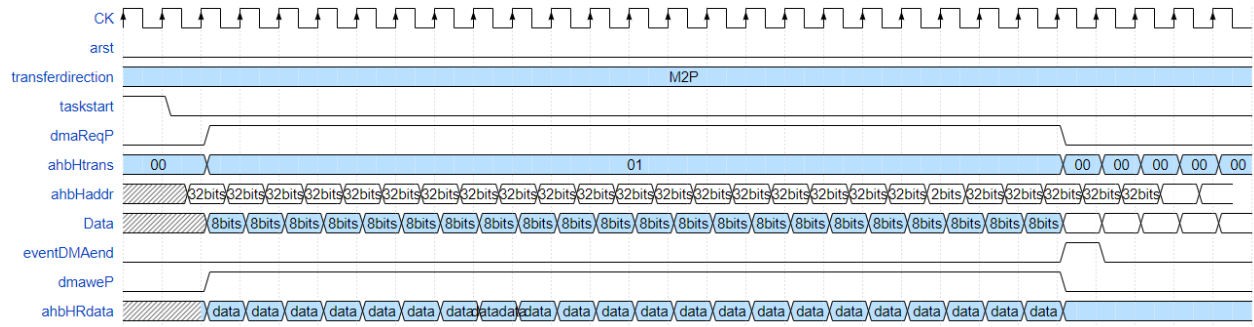 CK
arst
transferdirection M2P
taskstart
dmaReqP
ahbHtrans 00 01 00 00 00 00 00
ahbHaddr 32bits 32bits 32bits 32bits 32bits 32bits 32bits 32bits 32bits 32bits 32bits 32bits 32bits 32bits 32bits 32bits 32bits 32bits 32bits 2bits 32bits 32bits 32bits 32bits 32bits
Data 8bits 8bits 8bits 8bits 8bits 8bits 8bits 8bits 8bits 8bits 8bits 8bits 8bits 8bits 8bits 8bits 8bits 8bits 8bits 8bits 8bits 8bits
eventDMAend
dmaweP
ahbHRdata data data data data data data data data data data data data data data data data data data data data data data data